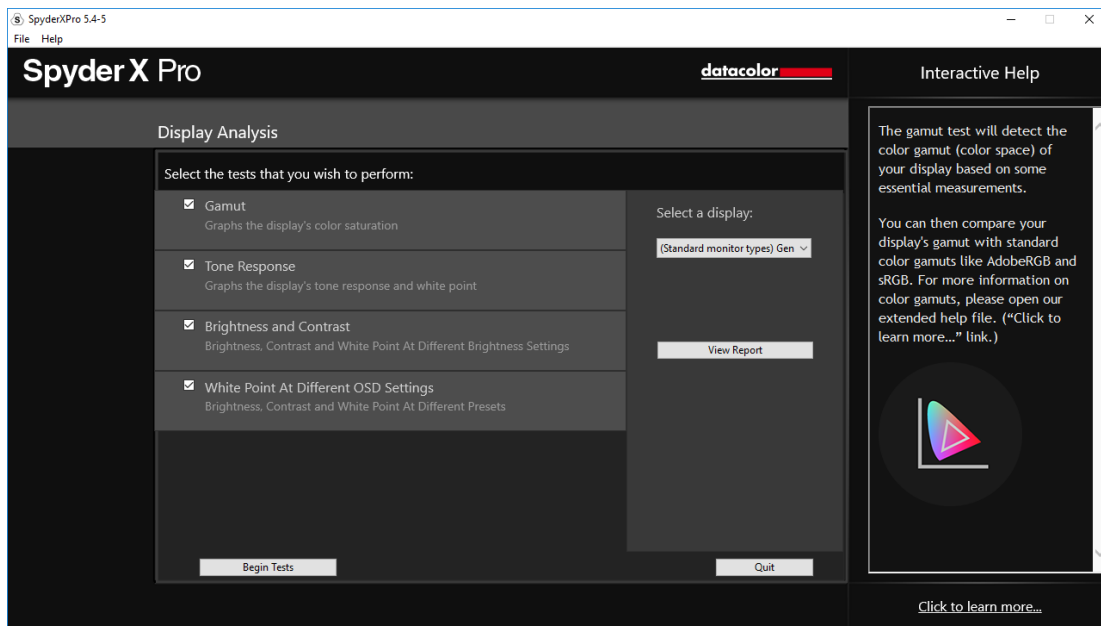 SpyderXPro 5.4-5
File Help
Spyder X Pro
datacolor
Interactive Help
Display Analysis
Select the tests that you wish to perform:
Gamut
Graphs the display's color saturation
Tone Response
Graphs the display's tone response and white point
Brightness and Contrast
Brightness, Contrast and White Point At Different Brightness Settings
White Point At Different OSD Settings
Brightness, Contrast and White Point At Different Presets
Select a display:
(Standard monitor types) Gen
View Report
Begin Tests
Quit
The gamut test will detect the
color gamut (color space) of
your display based on some
essential measurements.
You can then compare your
display's gamut with standard
color gamuts like AdobeRGB and
sRGB. For more information on
color gamuts, please open our
extended help file. (“Click to
learn more...” link.)
Click to learn more...